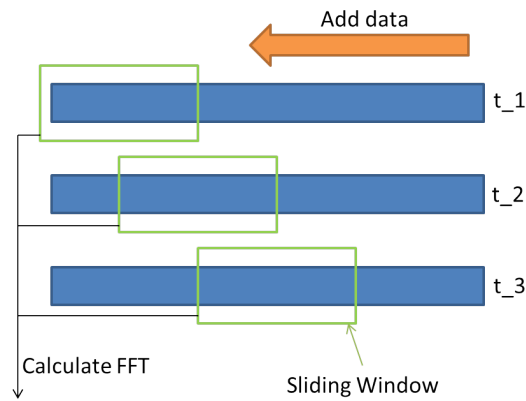 Add data
t_1
t_2
t_3
Calculate FFT
Sliding Window